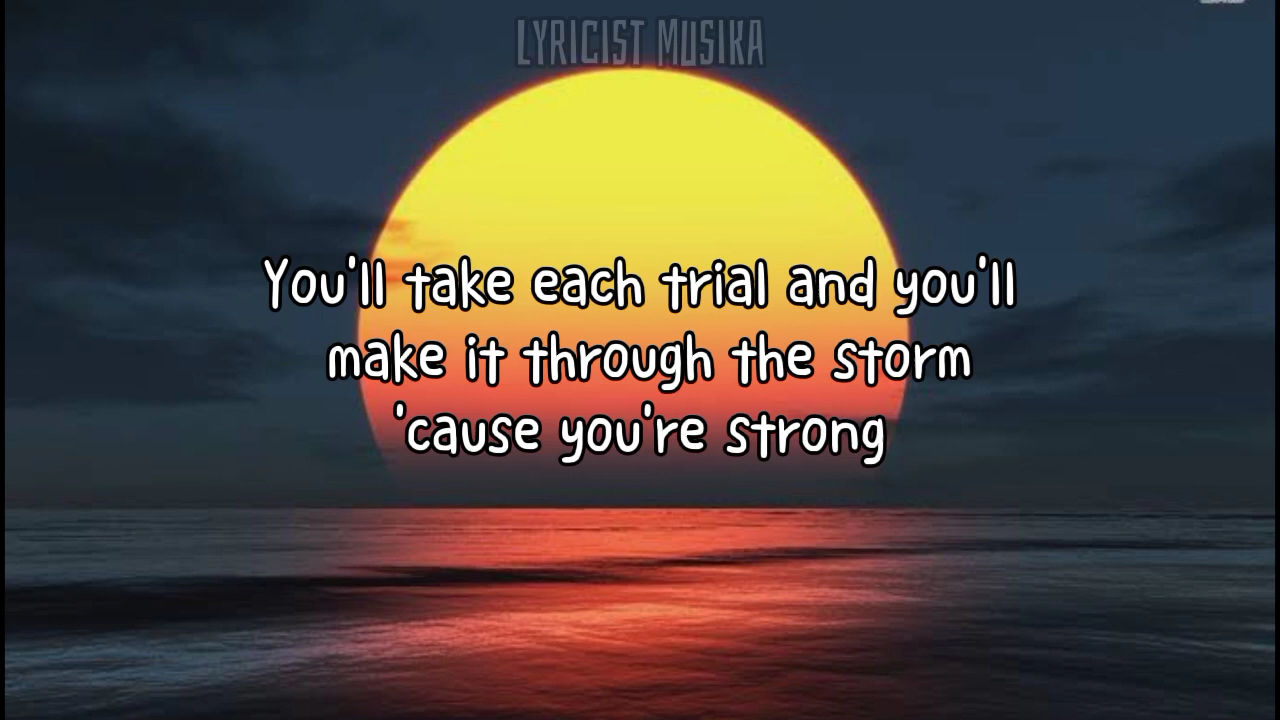 LYRICIST MUSIKA
You'll take each trial and you'll
make it through the storm
'cause you're strong